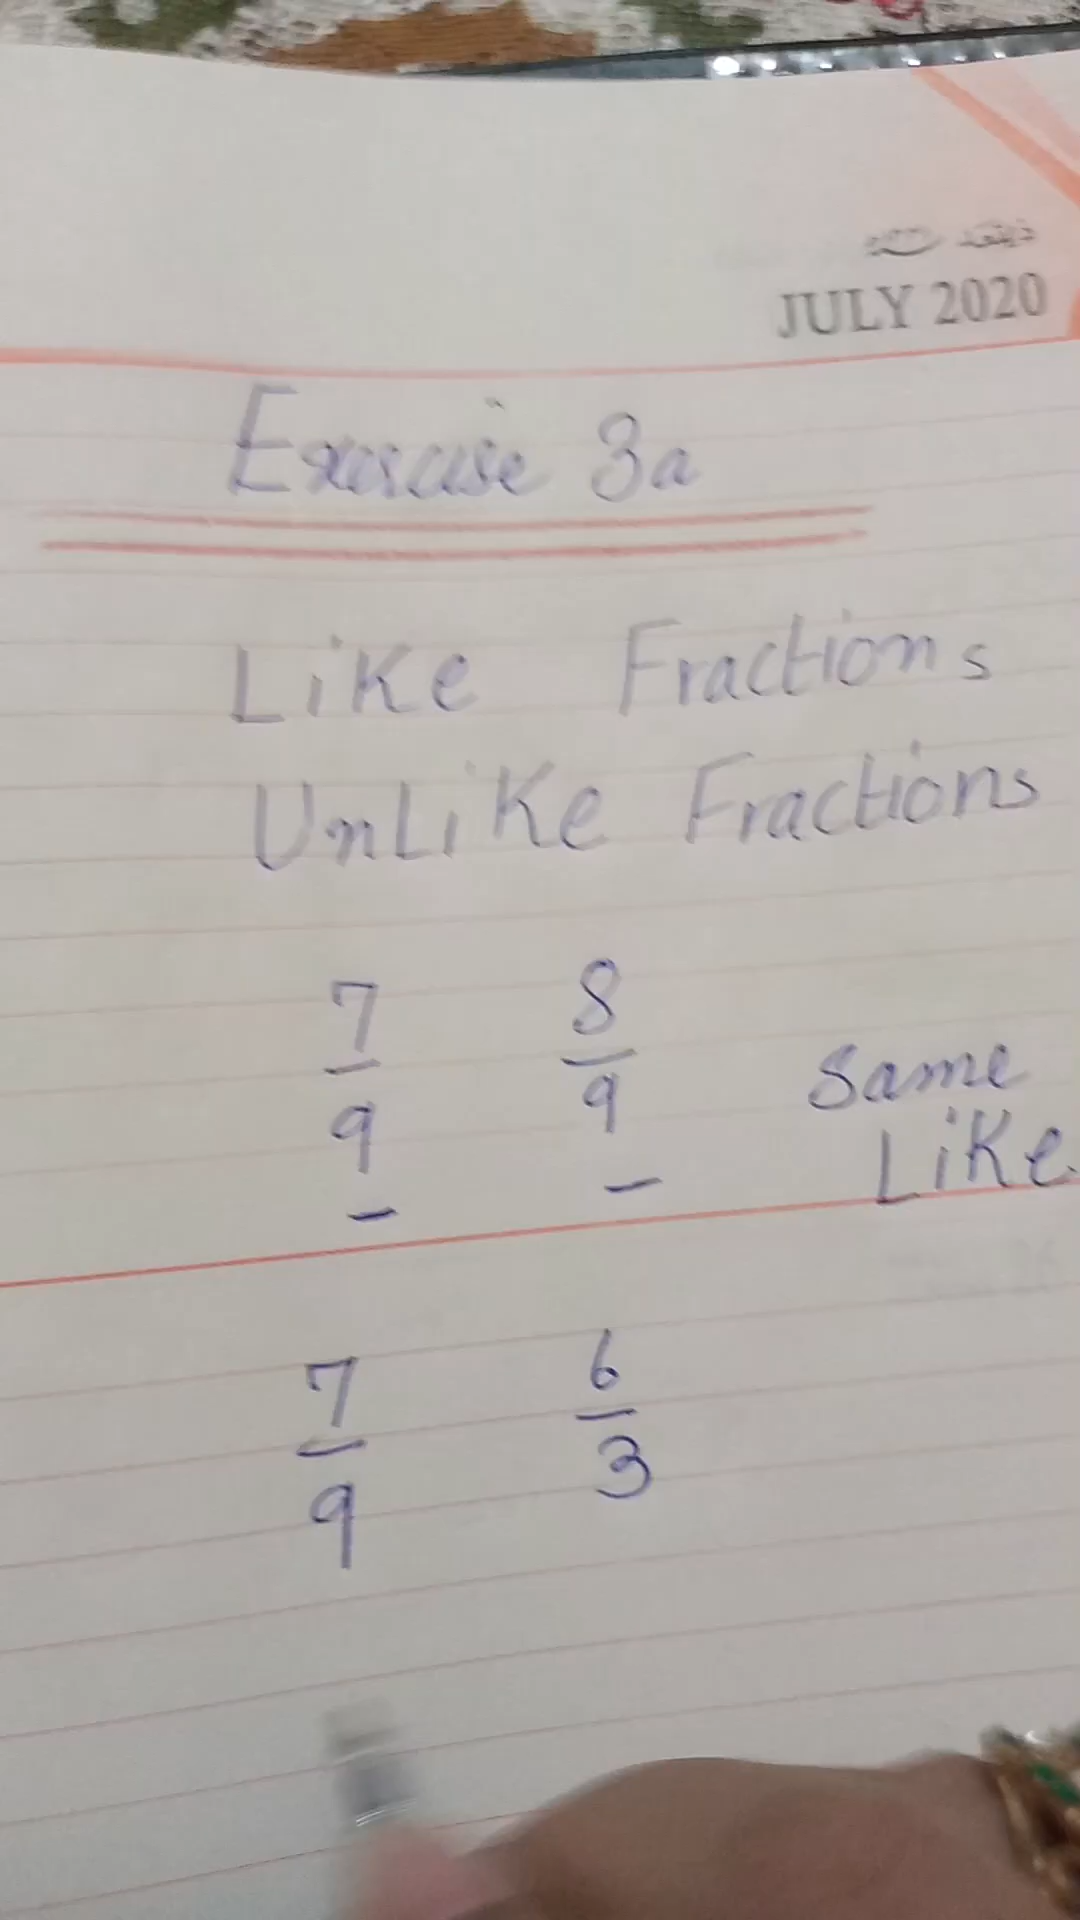 JULY 2020
Exercise 3a
Like Fractions
UnLike Fractions
7/9 8/9 Same
Like
7/9 6/3